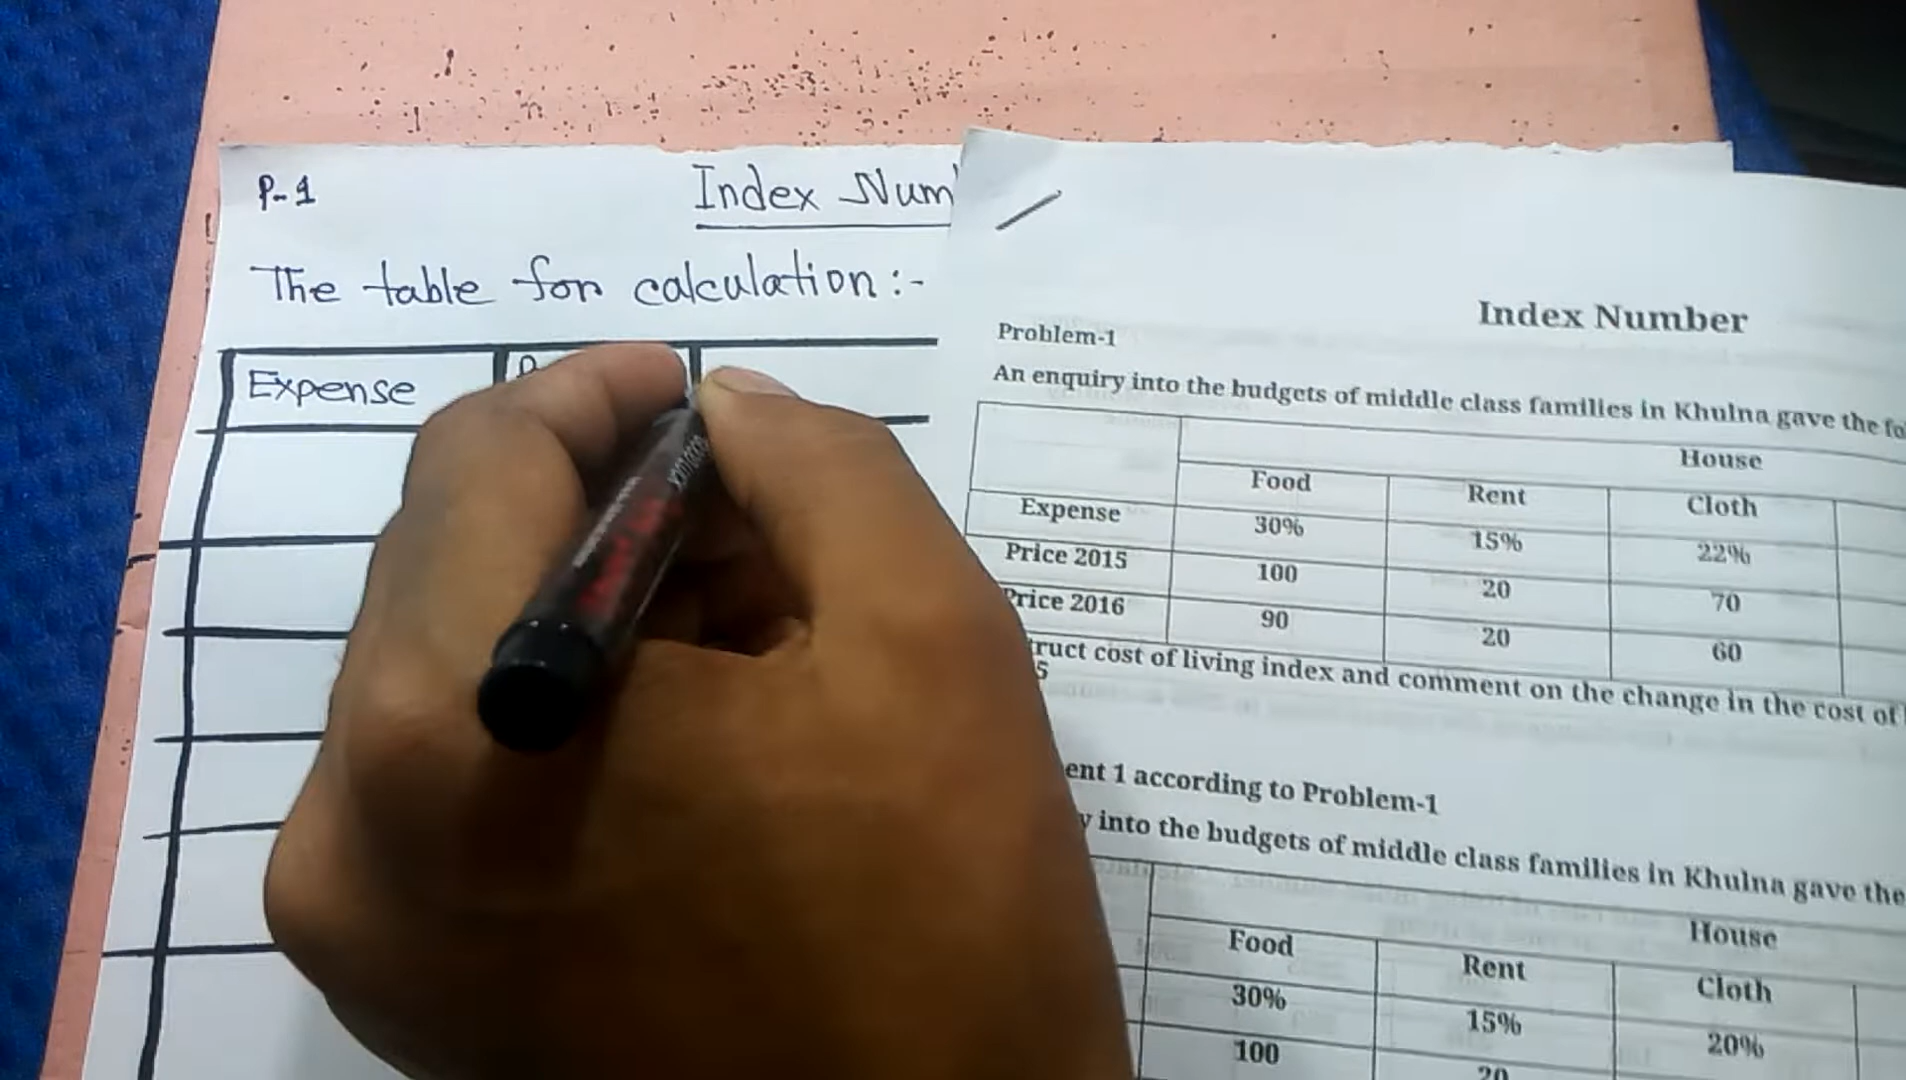 P-1
Index Num
The table for calculation:-
Expense
Index Number
Problem-1
An enquiry into the budgets of middle class families in Khulna gave the fo
House
Food Rent Cloth
Expense 30% 15% 22%
Price 2015 100 20 70
Price 2016 90 20 60
ruct cost of living index and comment on the change in the cost of
5
ent 1 according to Problem-1
y into the budgets of middle class families in Khulna gave the
House
Food Rent Cloth
30% 15% 20%
100 20